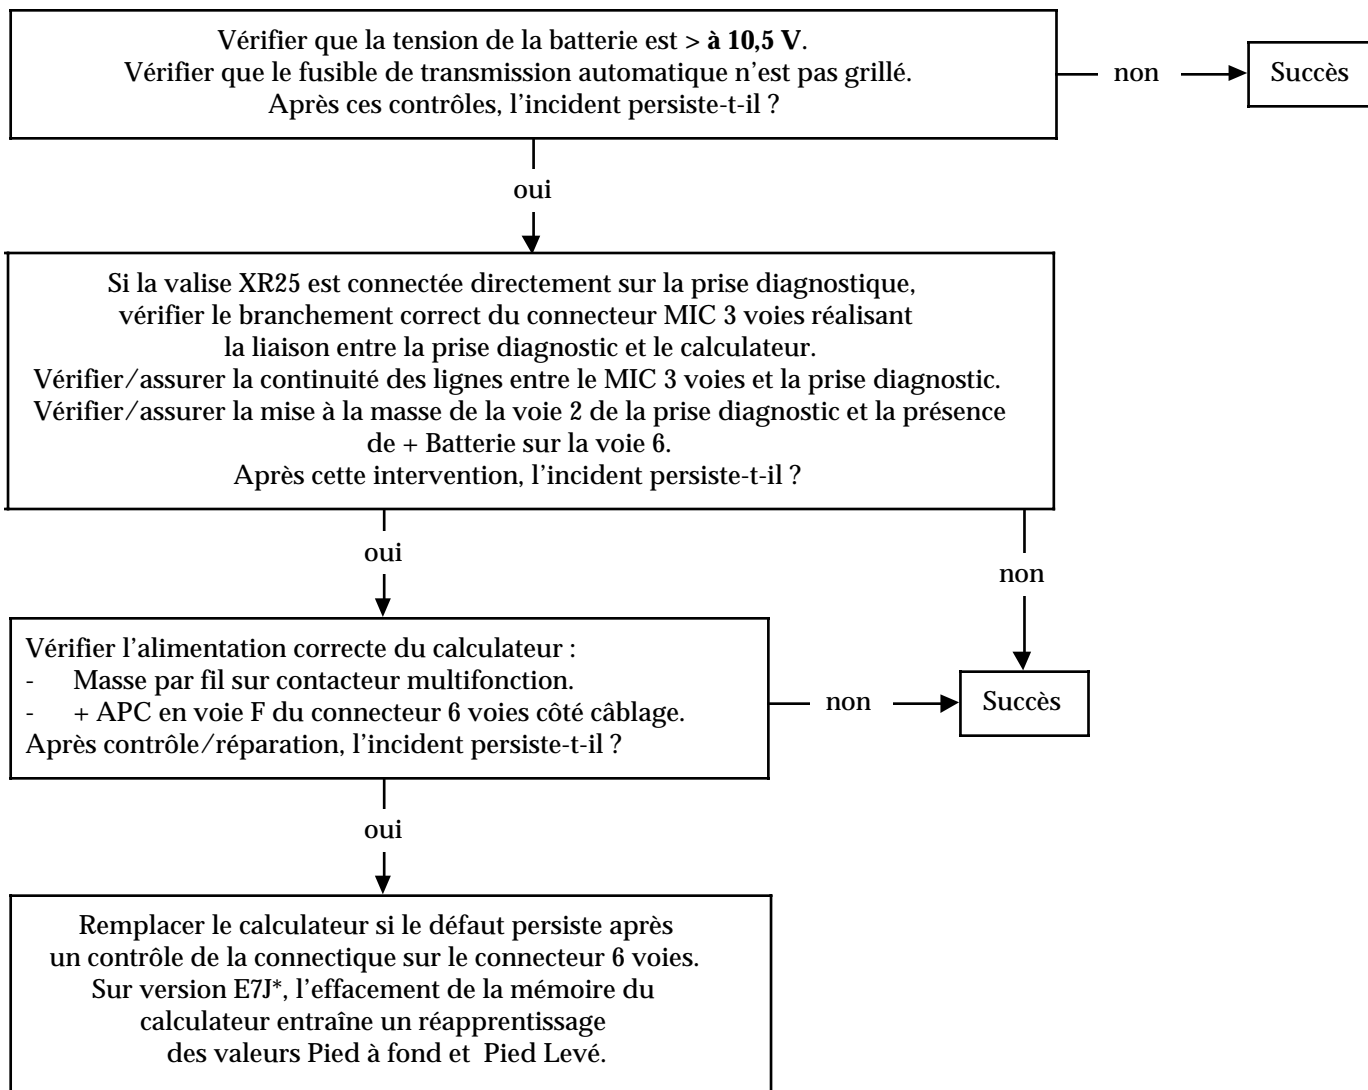 Vérifier que la tension de la batterie est > à 10,5 V.
Vérifier que le fusible de transmission automatique n'est pas grillé.
Après ces contrôles, l'incident persiste-t-il ?
non
Succès
oui
Si la valise XR25 est connectée directement sur la prise diagnostique,
vérifier le branchement correct du connecteur MIC 3 voies réalisant
la liaison entre la prise diagnostic et le calculateur.
Vérifier/assurer la continuité des lignes entre le MIC 3 voies et la prise diagnostic.
Vérifier/assurer la mise à la masse de la voie 2 de la prise diagnostic et la présence
de + Batterie sur la voie 6.
Après cette intervention, l'incident persiste-t-il ?
oui
non
Vérifier l'alimentation correcte du calculateur :
- Masse par fil sur contacteur multifonction.
- + APC en voie F du connecteur 6 voies côté câblage.
Après contrôle/réparation, l'incident persiste-t-il ?
non
Succès
oui
Remplacer le calculateur si le défaut persiste après
un contrôle de la connectique sur le connecteur 6 voies.
Sur version E7J*, l'effacement de la mémoire du
calculateur entraîne un réapprentissage
des valeurs Pied à fond et Pied Levé.